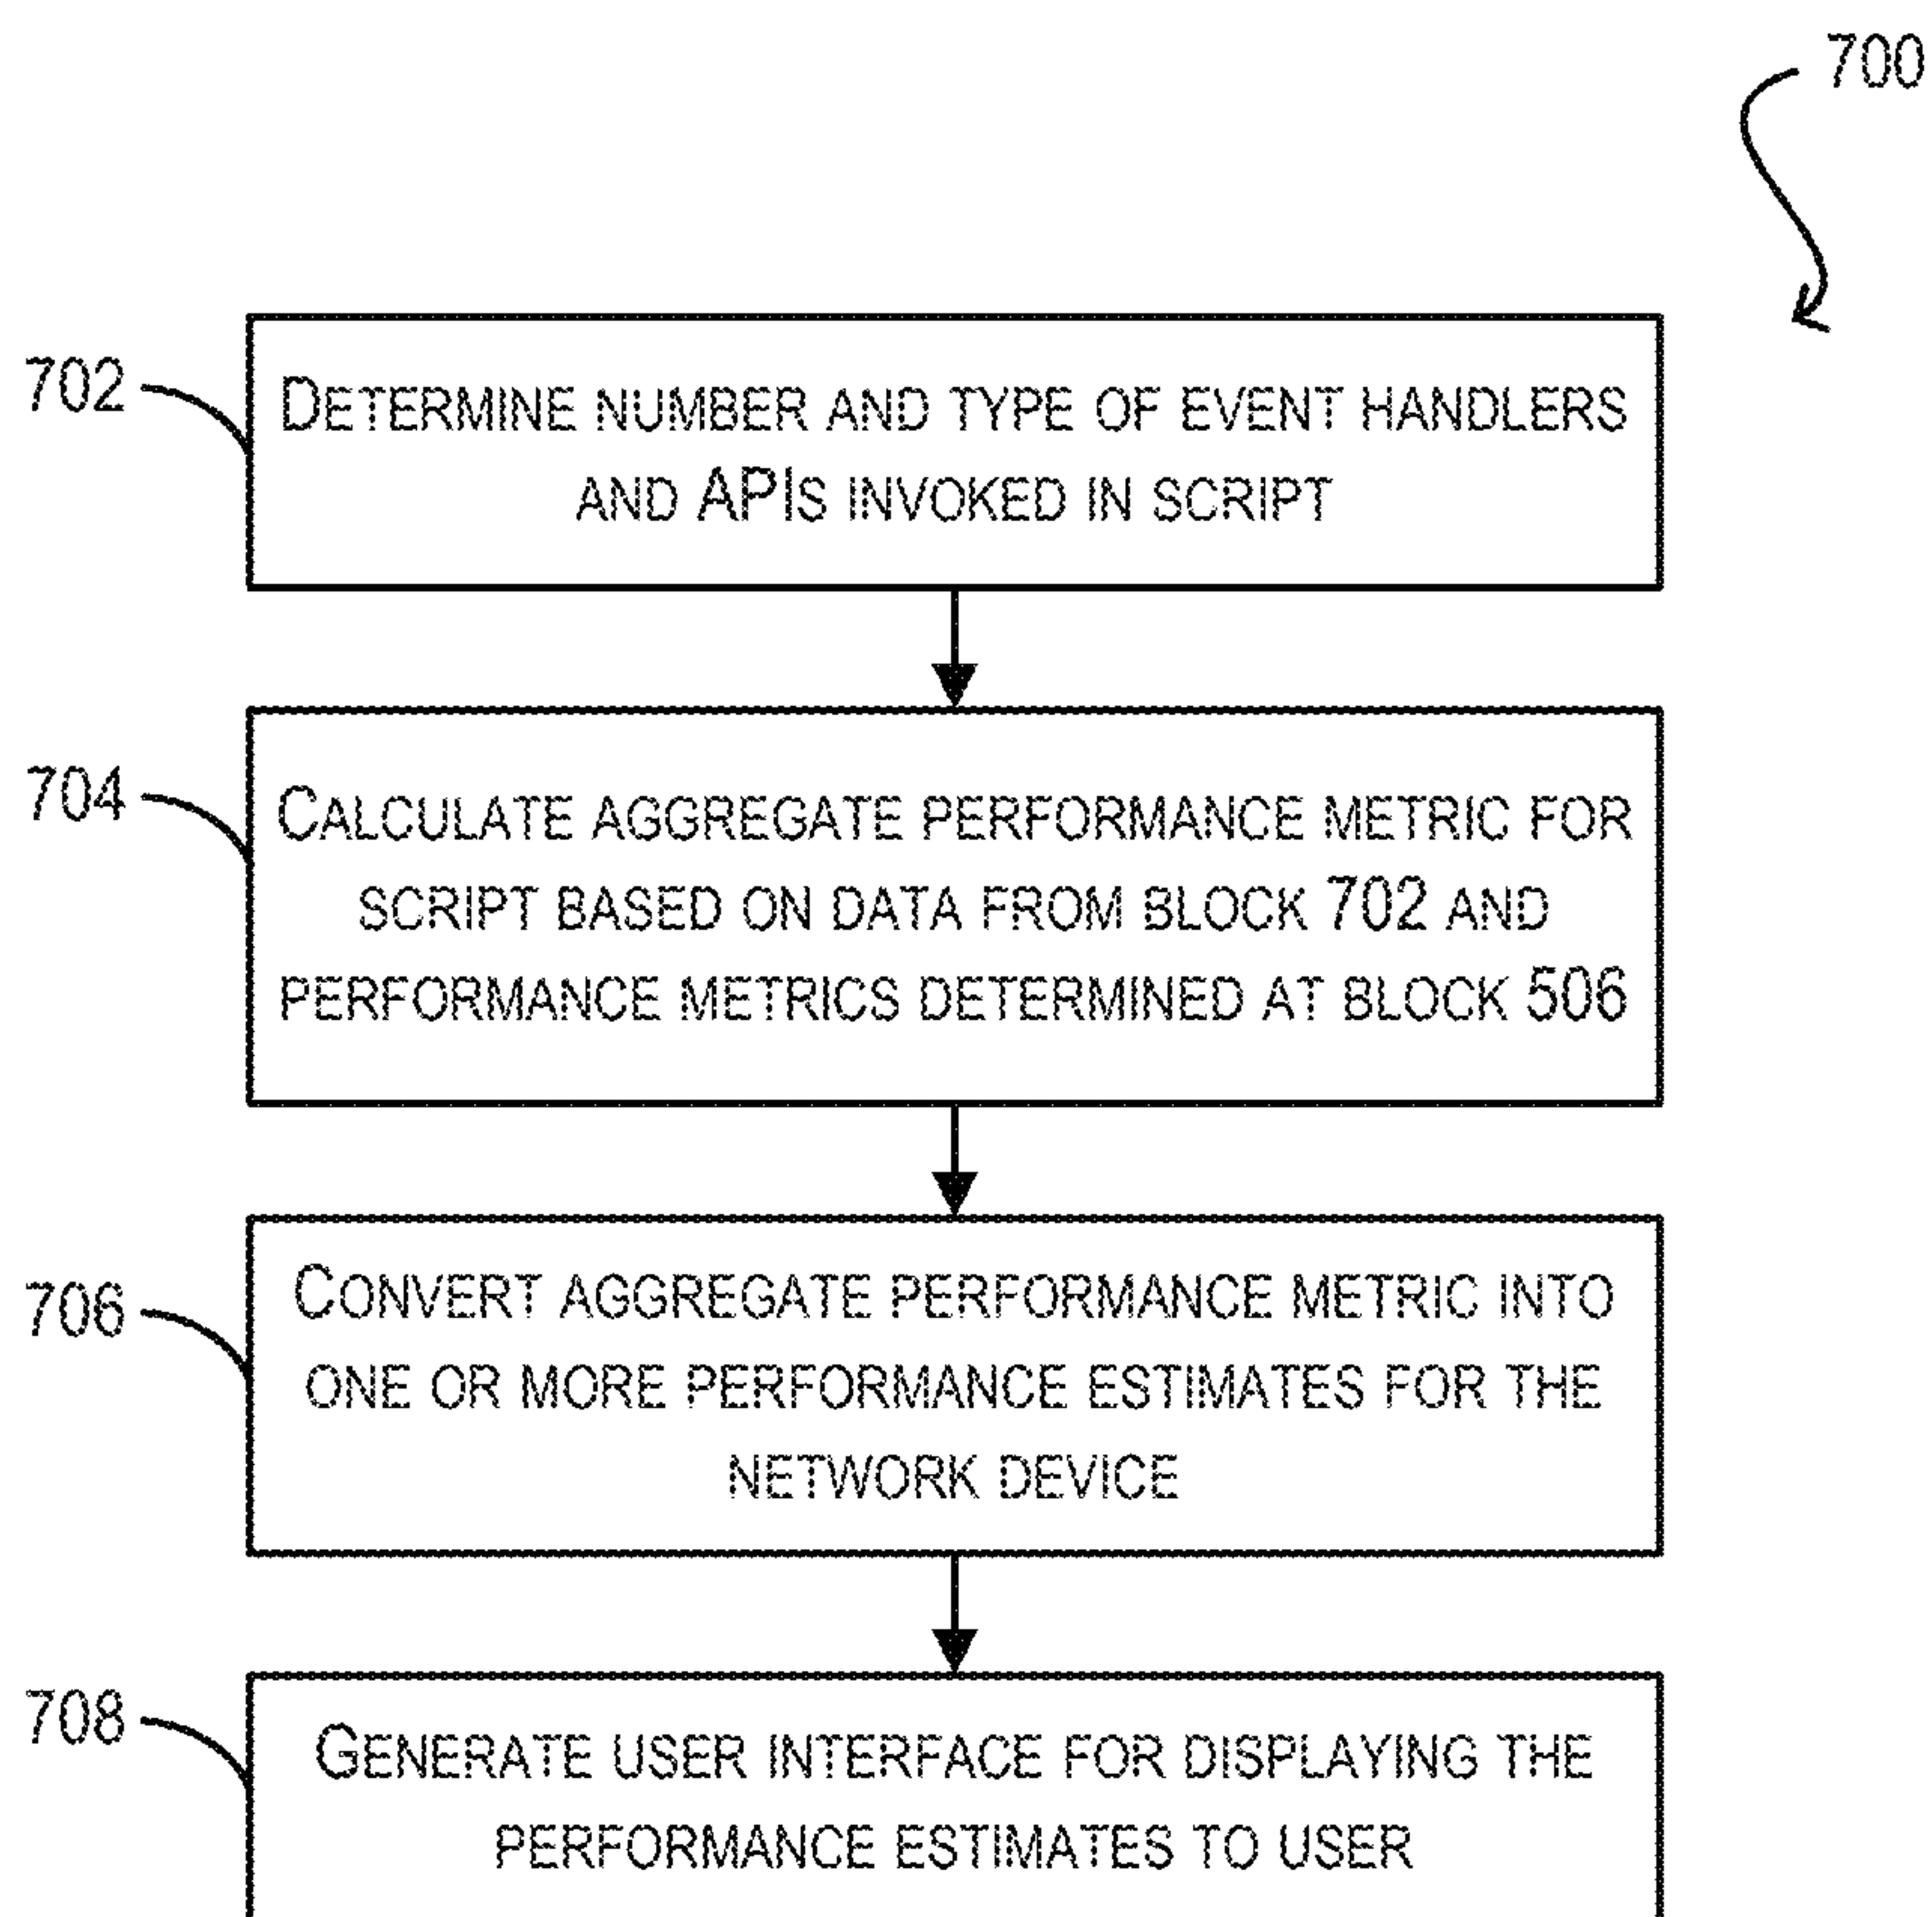 700
702
DETERMINE NUMBER AND TYPE OF EVENT HANDLERS
AND APIS INVOKED IN SCRIPT
704
CALCULATE AGGREGATE PERFORMANCE METRIC FOR
SCRIPT BASED ON DATA FROM BLOCK 702 AND
PERFORMANCE METRICS DETERMINED AT BLOCK 506
706
CONVERT AGGREGATE PERFORMANCE METRIC INTO
ONE OR MORE PERFORMANCE ESTIMATES FOR THE
NETWORK DEVICE
708
GENERATE USER INTERFACE FOR DISPLAYING THE
PERFORMANCE ESTIMATES TO USER